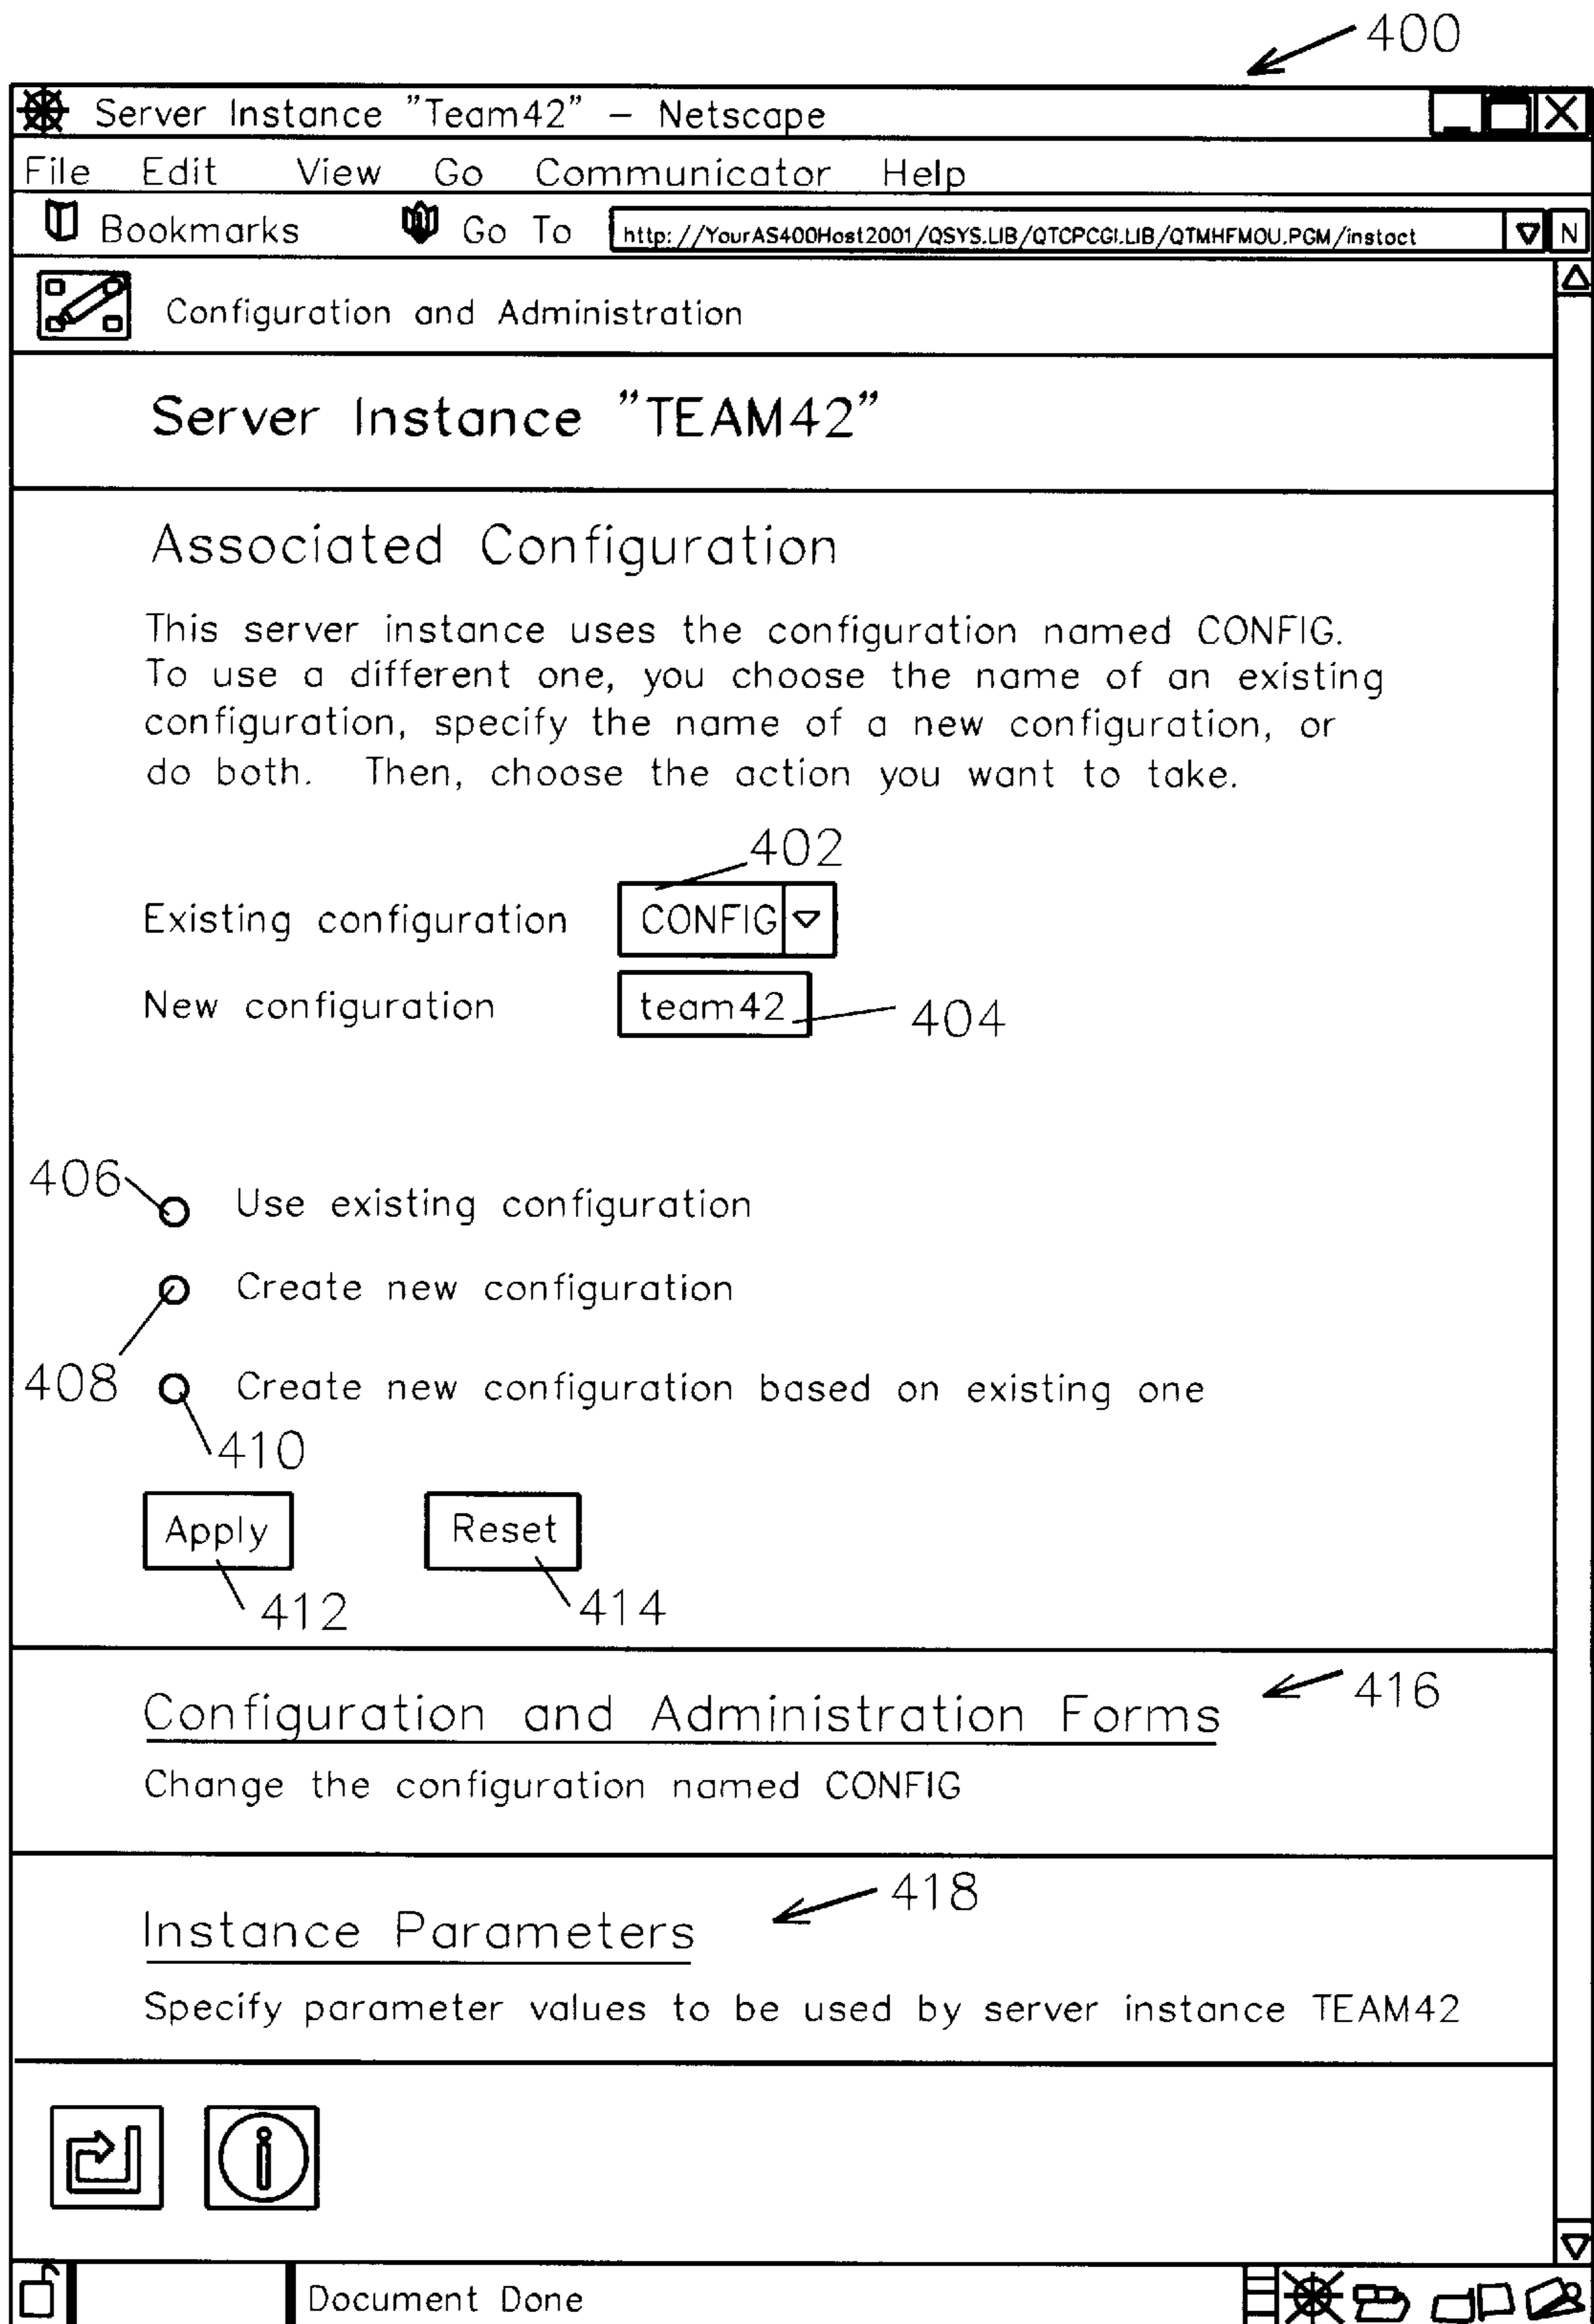 400
Server Instance "Team42" – Netscape
File Edit View Go Communicator Help
Bookmarks Go To http://YourAS400Host2001/QSYS.LIB/QTCPCGI.LIB/QTMHFMOU.PGM/instact N
Configuration and Administration
Server Instance "TEAM42"
Associated Configuration
This server instance uses the configuration named CONFIG.
To use a different one, you choose the name of an existing
configuration, specify the name of a new configuration, or
do both. Then, choose the action you want to take.
402
Existing configuration CONFIG
New configuration team42 404
406 Use existing configuration
Create new configuration
408 Create new configuration based on existing one
410
Apply Reset
412 414
Configuration and Administration Forms 416
Change the configuration named CONFIG
Instance Parameters 418
Specify parameter values to be used by server instance TEAM42
i
Document Done